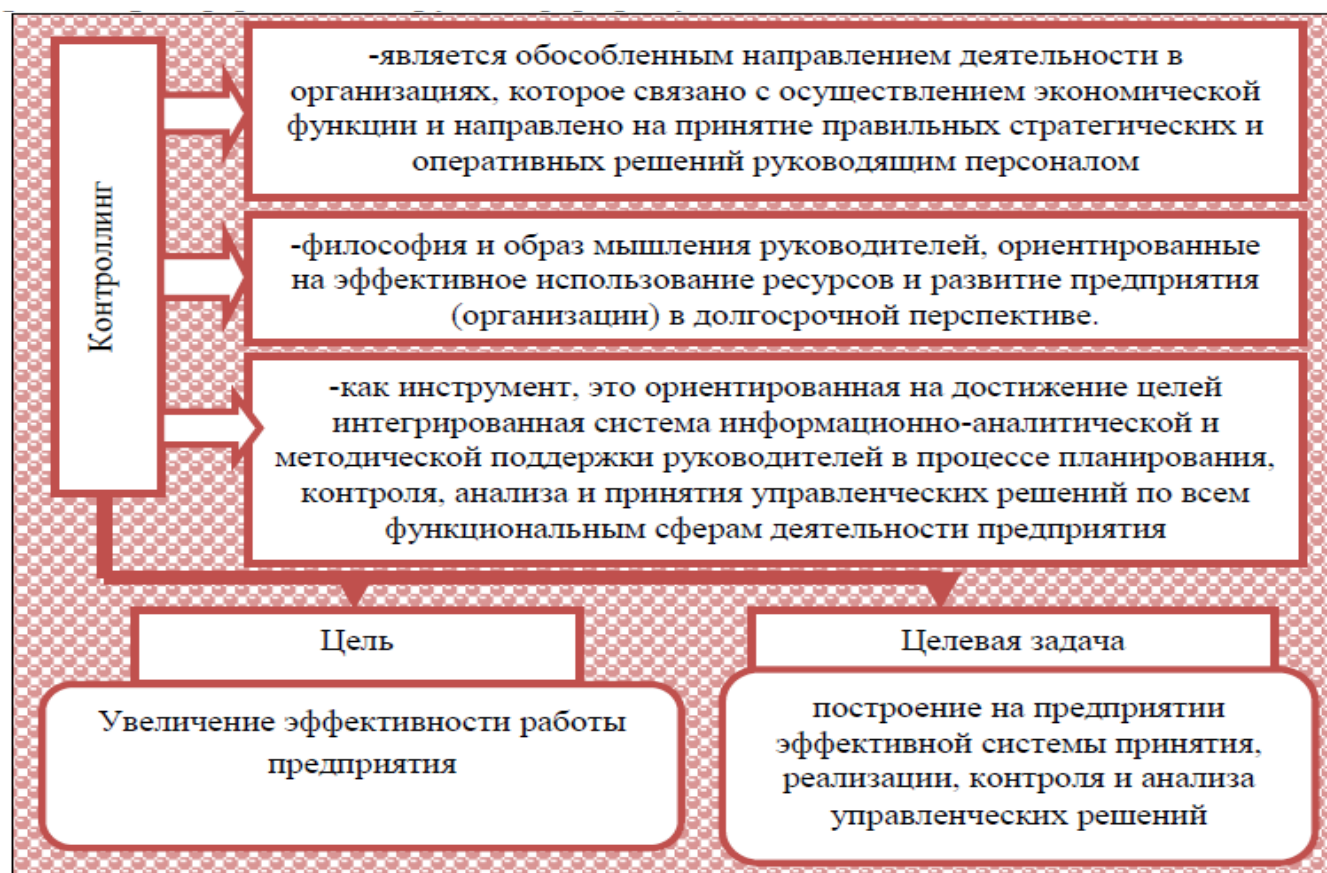 Контроллинг
-является обособленным направлением деятельности в
организациях, которое связано с осуществлением экономической
функции и направлено на принятие правильных стратегических и
оперативных решений руководящим персоналом
-философия и образ мышления руководителей, ориентированные
на эффективное использование ресурсов и развитие предприятия
(организации) в долгосрочной перспективе.
-как инструмент, это ориентированная на достижение целей
интегрированная система информационно-аналитической и
методической поддержки руководителей в процессе планирования,
контроля, анализа и принятия управленческих решений по всем
функциональным сферам деятельности предприятия
Цель
Увеличение эффективности работы
предприятия
Целевая задача
построение на предприятии
эффективной системы принятия,
реализации, контроля и анализа
управленческих решений